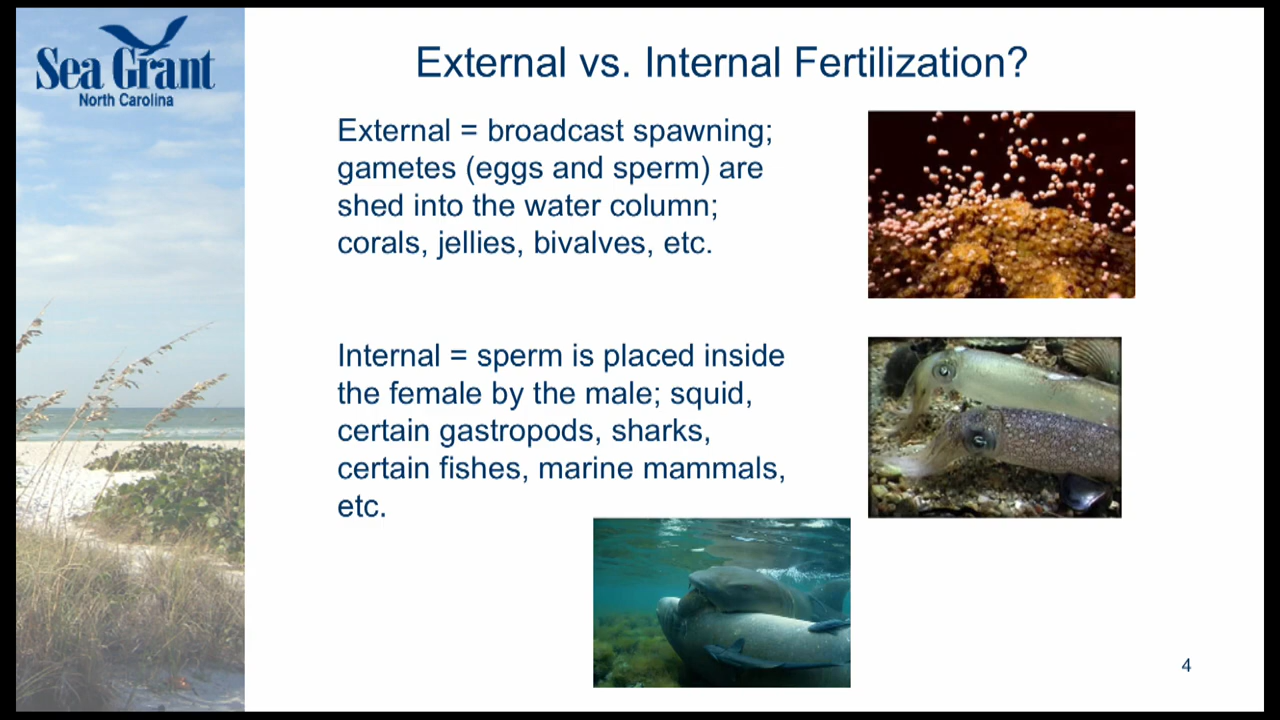 Sea Grant
North Carolina
External vs. Internal Fertilization?
External = broadcast spawning;
gametes (eggs and sperm) are
shed into the water column;
corals, jellies, bivalves, etc.
Internal = sperm is placed inside
the female by the male; squid,
certain gastropods, sharks,
certain fishes, marine mammals,
etc.
4